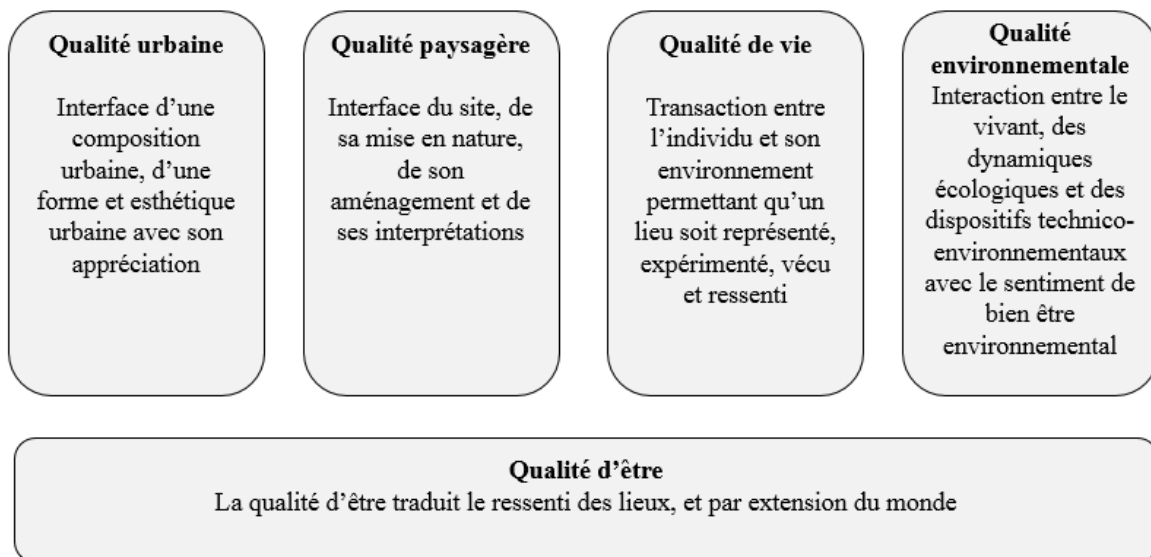 Qualité urbaine
Interface d’une
composition
urbaine, d’une
forme et esthétique
urbaine avec son
appréciation
Qualité paysagère
Interface du site, de
sa mise en nature,
de son
aménagement et de
ses interprétations
Qualité de vie
Transaction entre
l’individu et son
environnement
permettant qu’un
lieu soit représenté,
expérimenté, vécu
et ressenti
Qualité
environnementale
Interaction entre le
vivant, des
dynamiques
écologiques et des
dispositifs technico-
environnementaux
avec le sentiment de
bien être
environnemental
Qualité d’être
La qualité d’être traduit le ressenti des lieux, et par extension du monde